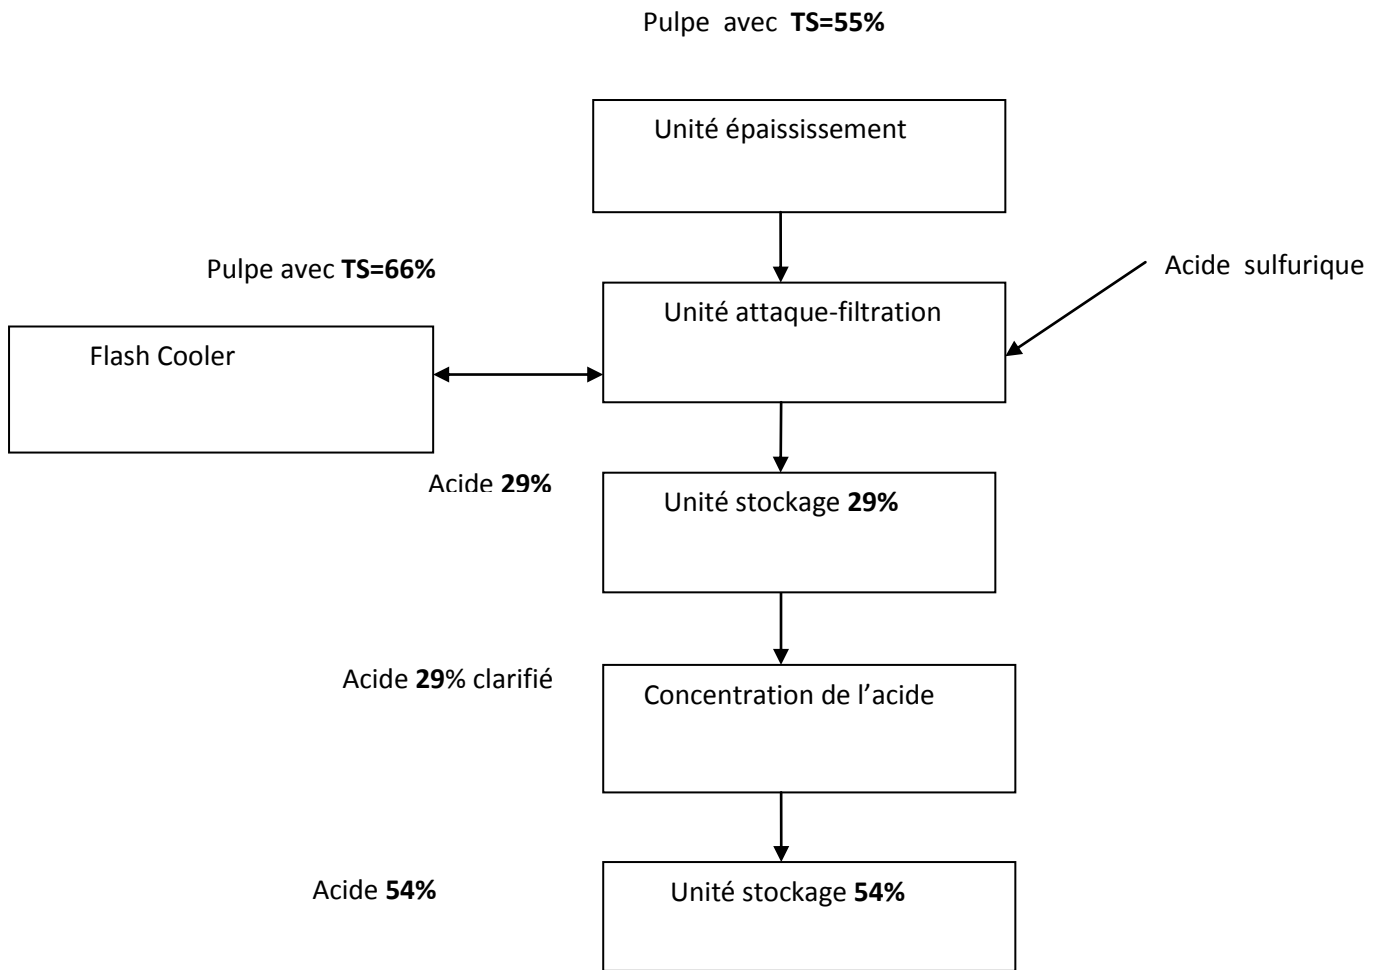 Pulpe avec TS=55%
Unité épaississement
Pulpe avec TS=66%
Acide sulfurique
Unité attaque-filtration
Flash Cooler
Acide 29%
Unité stockage 29%
Acide 29% clarifié
Concentration de l’acide
Acide 54%
Unité stockage 54%